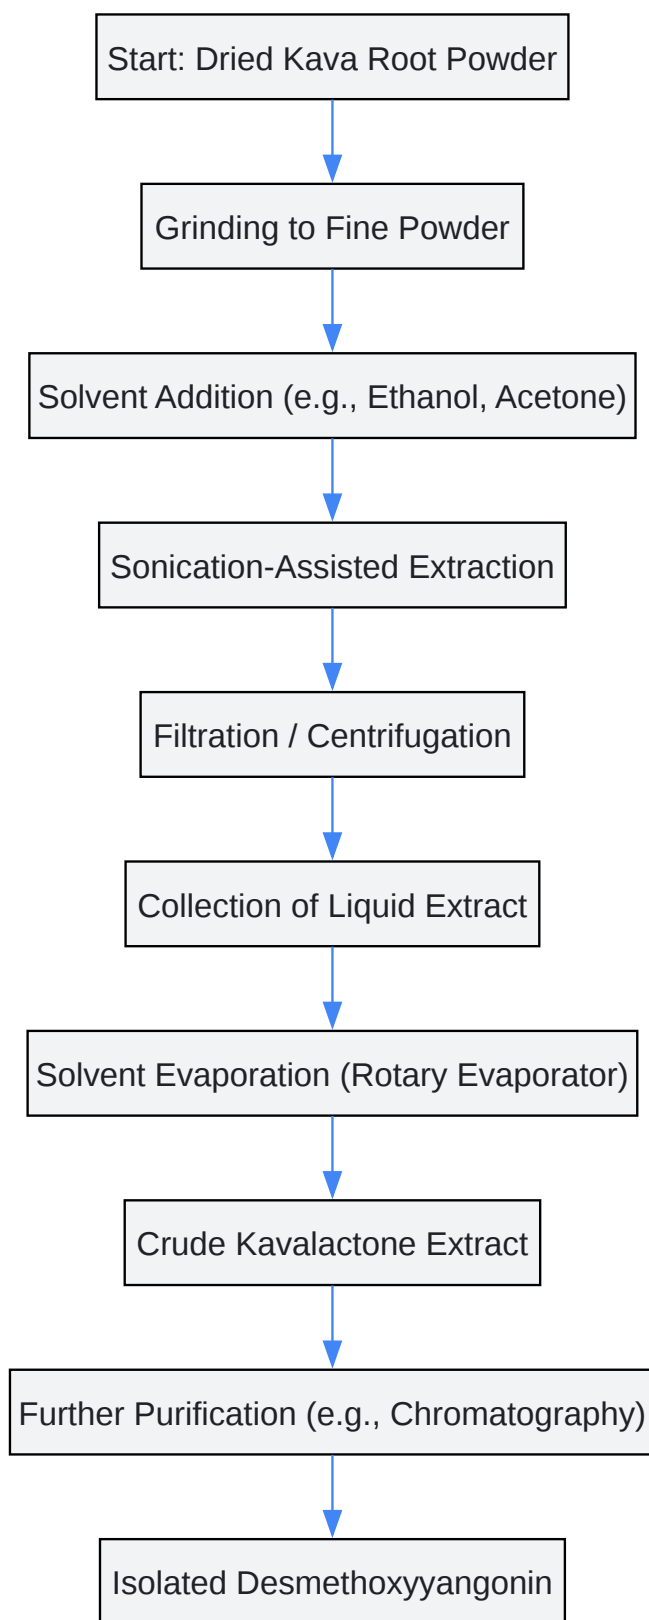 Start: Dried Kava Root Powder
Grinding to Fine Powder
Solvent Addition (e.g., Ethanol, Acetone)
Sonication-Assisted Extraction
Filtration / Centrifugation
Collection of Liquid Extract
Solvent Evaporation (Rotary Evaporator)
Crude Kavalactone Extract
Further Purification (e.g., Chromatography)
Isolated Desmethoxyyangonin